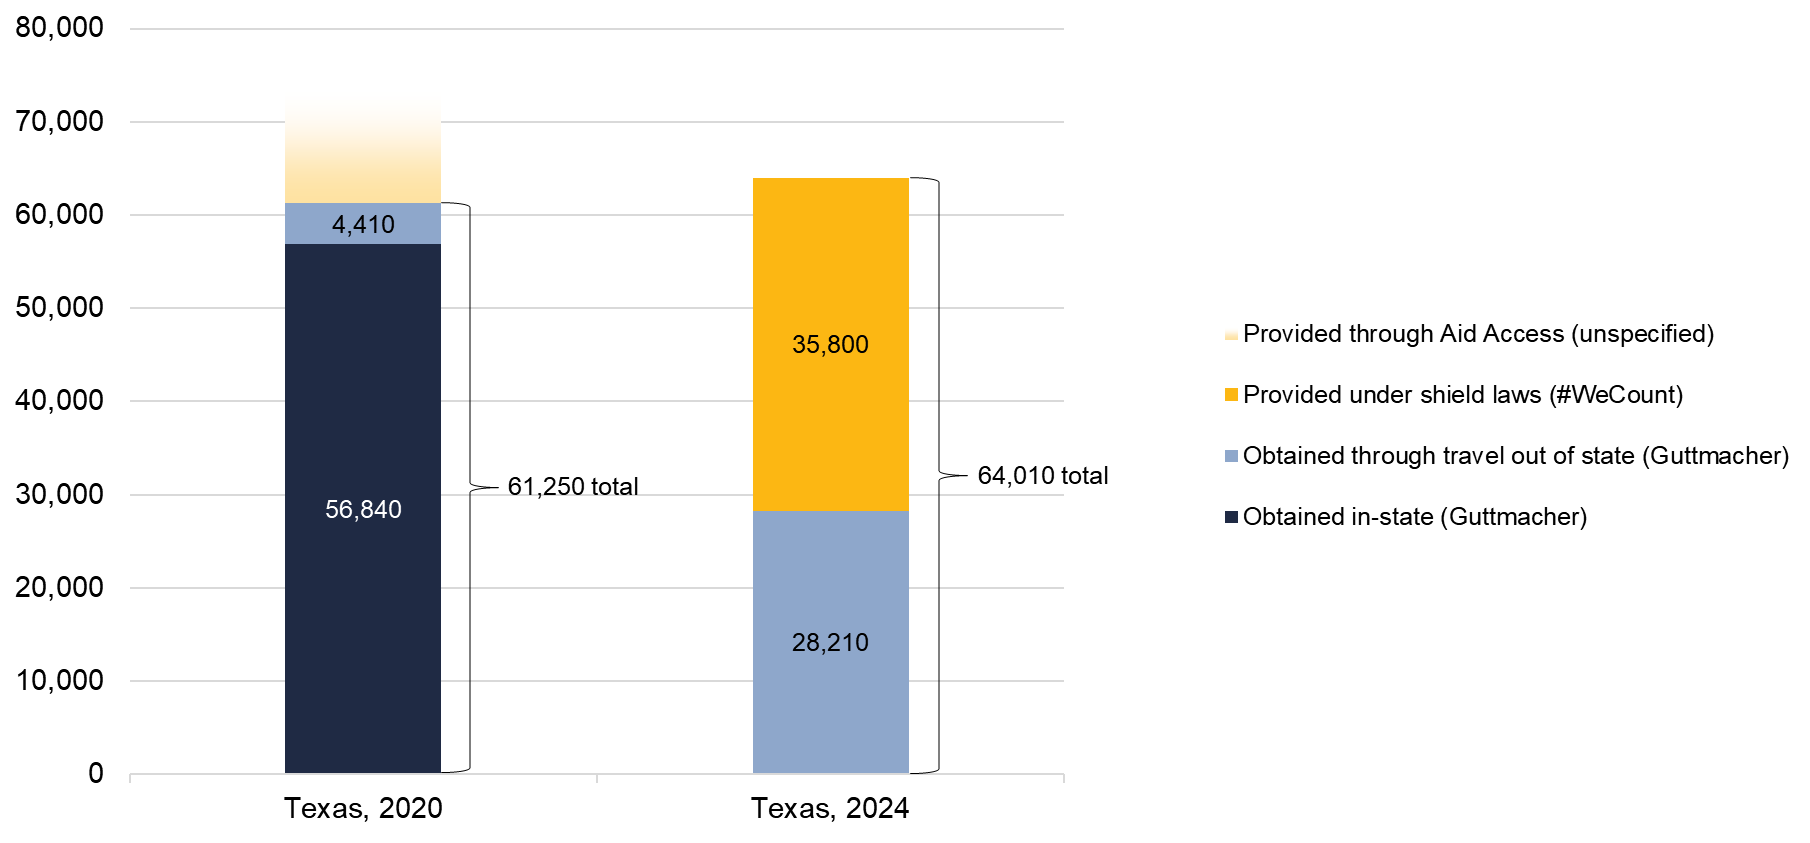 80,000
70,000
60,000
50,000
40,000
30,000
20,000
10,000
0
4,410
56,840
61,250 total
35,800
28,210
64,010 total
Texas, 2020
Texas, 2024
Provided through Aid Access (unspecified)
Provided under shield laws (#WeCount)
Obtained through travel out of state (Guttmacher)
Obtained in-state (Guttmacher)